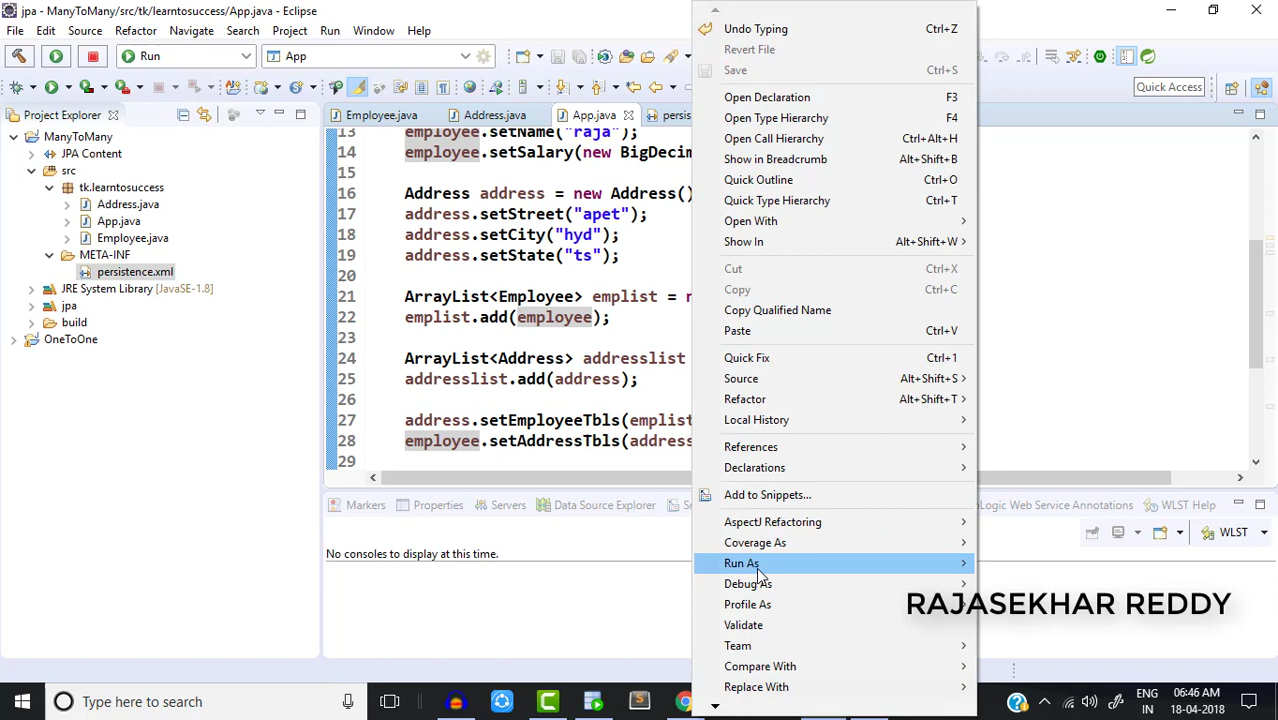 jpa - ManyToMany/src/tk/learntosuccess/App.java - Eclipse
File Edit Source Refactor Navigate Search Project Run Window Help
Run
App
Quick Access
Project Explorer
ManyToMany
JPA Content
src
tk.learntosuccess
Address.java
App.java
Employee.java
META-INF
persistence.xml
JRE System Library [JavaSE-1.8]
jpa
build
OneToOne
Employee.java Address.java App.java persis
13 employee.setName("raja");
14 employee.setSalary(new BigDecim
15
16 Address address = new Address()
17 address.setStreet("apet");
18 address.setCity("hyd");
19 address.setState("ts");
20
21 ArrayList<Employee> emplist = n
22 emplist.add(employee);
23
24 ArrayList<Address> addresslist
25 addresslist.add(address);
26
27 address.setEmployeeTbls(emplist
28 employee.setAddressTbls(address
29
Undo Typing Ctrl+Z
Revert File
Save Ctrl+S
Open Declaration F3
Open Type Hierarchy F4
Open Call Hierarchy Ctrl+Alt+H
Show in Breadcrumb Alt+Shift+B
Quick Outline Ctrl+O
Quick Type Hierarchy Ctrl+T
Open With
Show In Alt+Shift+W
Cut Ctrl+X
Copy Ctrl+C
Copy Qualified Name
Paste Ctrl+V
Quick Fix Ctrl+1
Source Alt+Shift+S
Refactor Alt+Shift+T
Local History
References
Declarations
Add to Snippets...
AspectJ Refactoring
Coverage As
Run As
Debug As
Profile As
Validate
Team
Compare With
Replace With
Markers Properties Servers Data Source Explorer Logic Web Service Annotations WLST Help
WLST
No consoles to display at this time.
RAJASEKHAR REDDY
Type here to search
ENG
IN
06:46 AM
18-04-2018